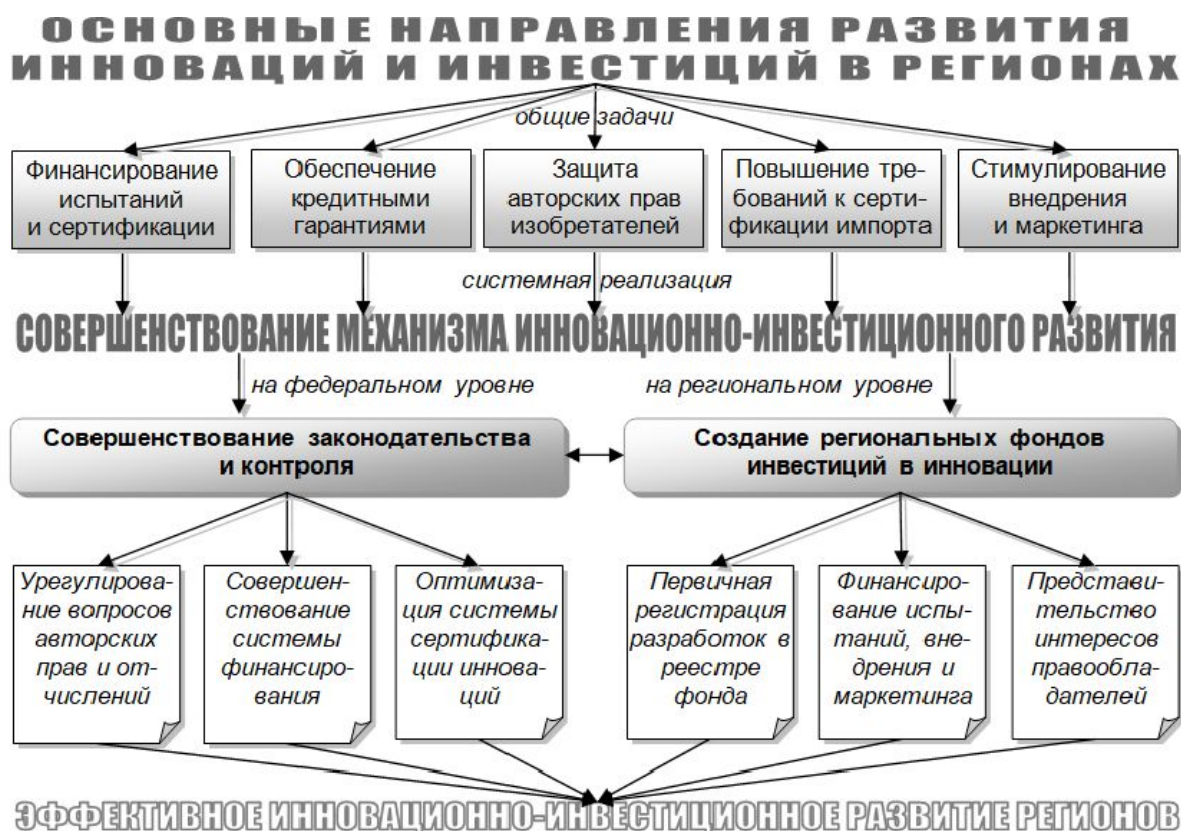 ОСНОВНЫЕ НАПРАВЛЕНИЯ РАЗВИТИЯ
ИННОВАЦИЙ И ИНВЕСТИЦИЙ В РЕГИОНАХ
общие задачи
Финансирование
испытаний
и сертификации
Обеспечение
кредитными
гарантиями
Защита
авторских прав
изобретателей
Повышение тре-
бований к серти-
фикации импорта
Стимулирование
внедрения
и маркетинга
системная реализация
СОВЕРШЕНСТВОВАНИЕ МЕХАНИЗМА ИННОВАЦИОННО-ИНВЕСТИЦИОННОГО РАЗВИТИЯ
на федеральном уровне
на региональном уровне
Совершенствование законодательства
и контроля
Создание региональных фондов
инвестиций в инновации
Урегулирова-
ние вопросов
авторских
прав и от-
числений
Совершен-
ствование
системы
финансиро-
вания
Оптимиза-
ция системы
сертифика-
ции иннова-
ций
Первичная
регистрация
разработок в
реестре
фонда
Финансиро-
вание испы-
таний, вне-
дрения и
маркетинга
Представи-
тельство
интересов
правообла-
дателей
ЭФФЕКТИВНОЕ ИННОВАЦИОННО-ИНВЕСТИЦИОННОЕ РАЗВИТИЕ РЕГИОНОВ